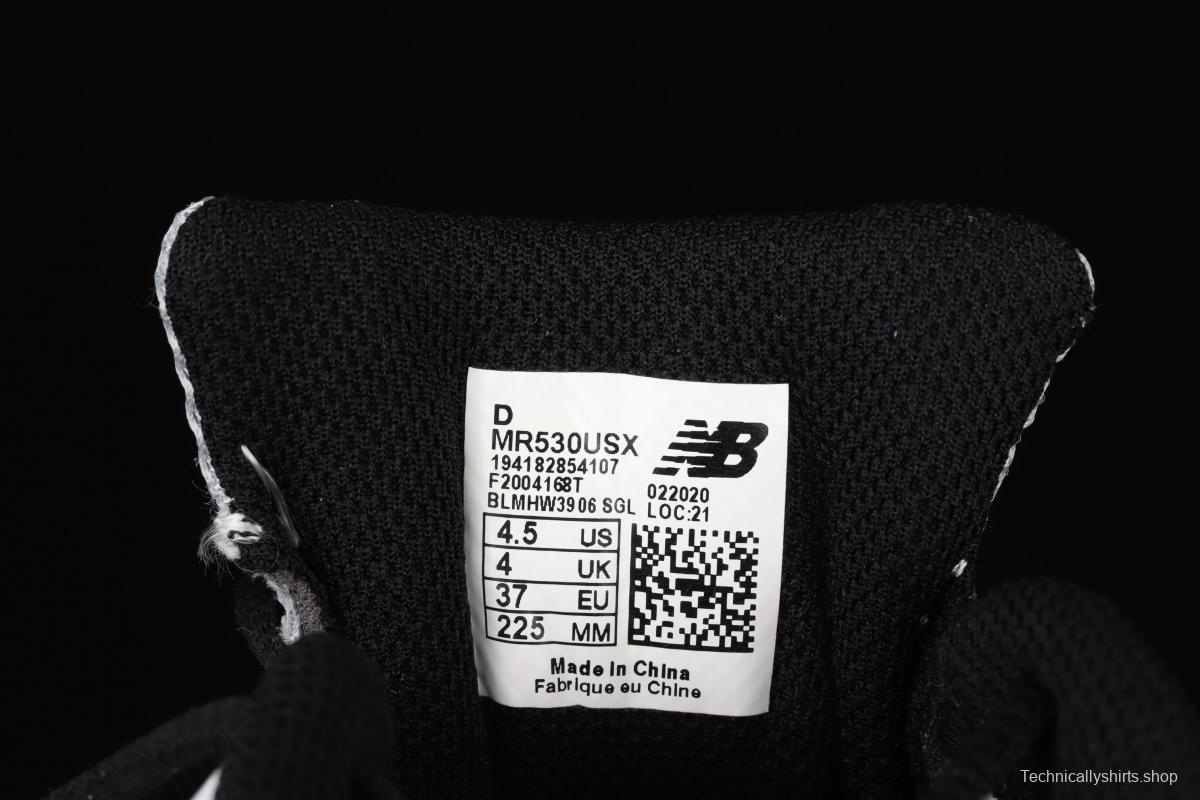 D
MR530USX
194182854107
F2004168T
BLMHW3906 SGL
NB
022020
LOC:21
4.5 US
4 UK
37 EU
225 MM
Made in China
Fabrique eu Chine
Technicallyshirts.shop